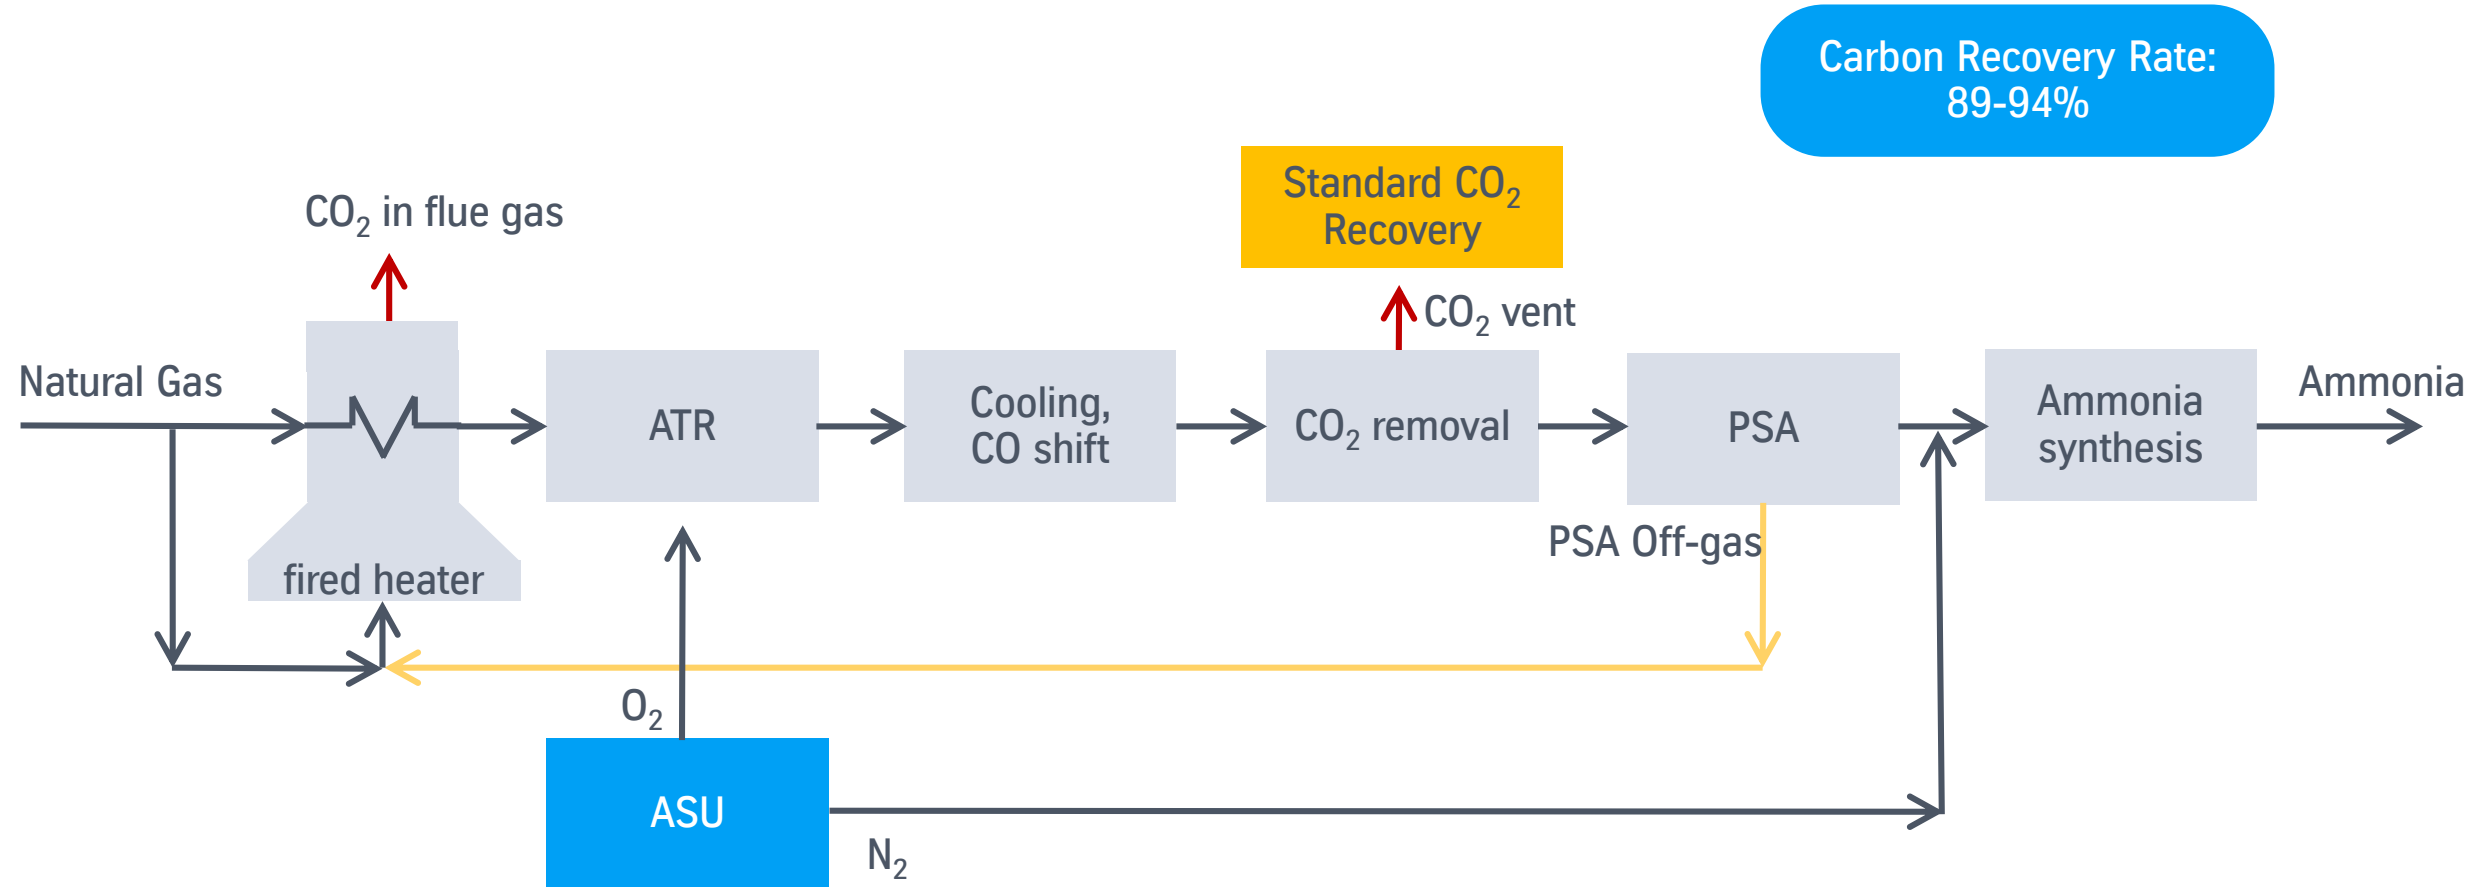 Carbon Recovery Rate:
89-94%
Standard CO₂
Recovery
CO₂ in flue gas
CO₂ vent
Natural Gas
ATR
Cooling,
CO shift
CO₂ removal
PSA
Ammonia
synthesis
Ammonia
PSA Off-gas
fired heater
O₂
ASU
N₂